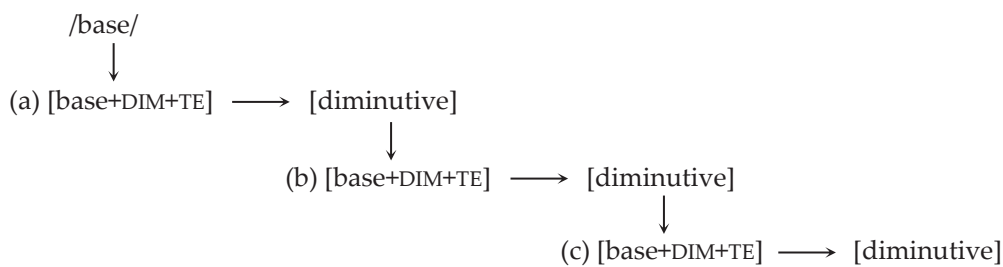 /base/
(a) [base+DIM+TE] [diminutive]
(b) [base+DIM+TE] [diminutive]
(c) [base+DIM+TE] [diminutive]